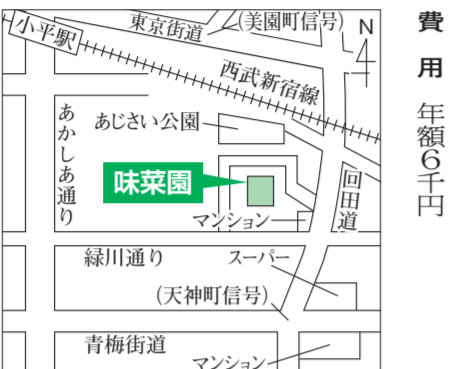 費用 年額6千円
東京街道
(美園町信号)
N
小平駅
西武新宿線
あじさい公園
あかしあ通り
味菜園
回田道
マンション
緑川通り
スーパー
(天神町信号)
青梅街道
マンション